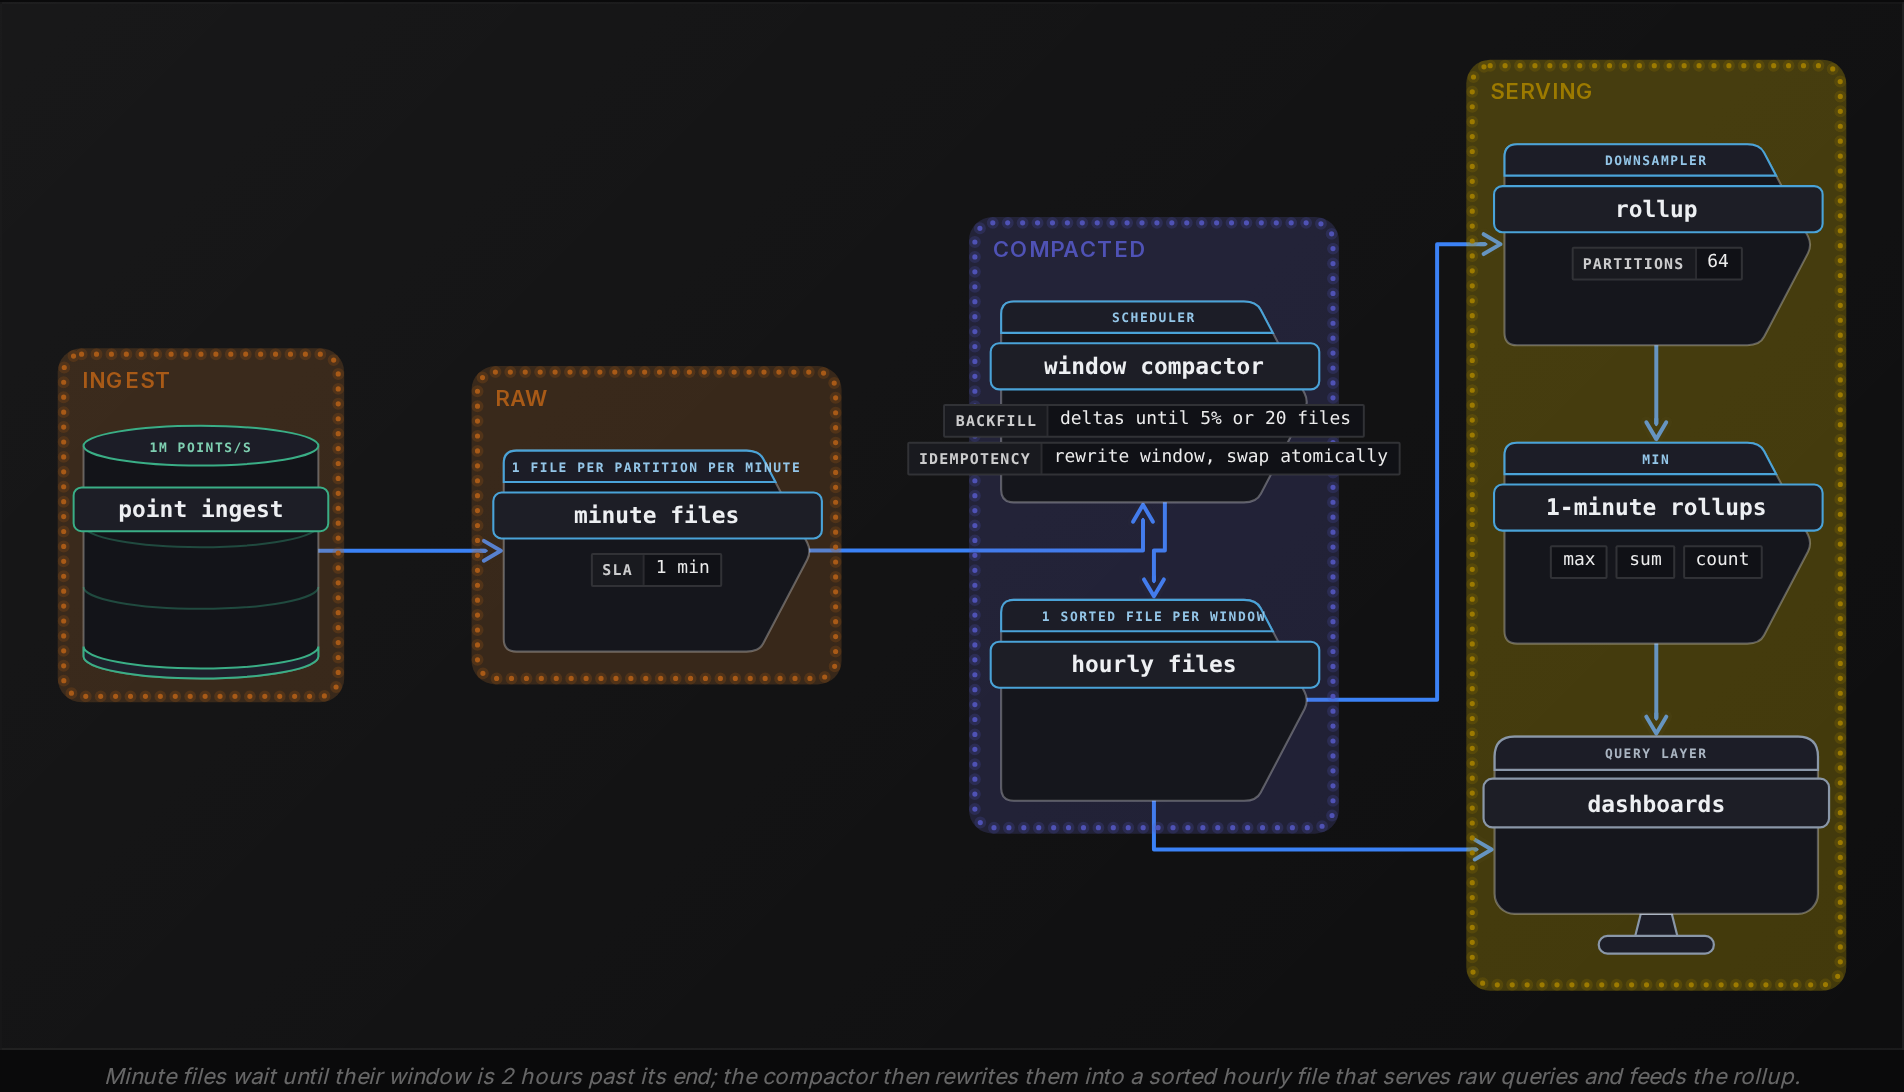 INGEST
1M POINTS/S
point ingest
RAW
1 FILE PER PARTITION PER MINUTE
minute files
SLA 1 min
COMPACTED
SCHEDULER
window compactor
BACKFILL deltas until 5% or 20 files
IDEMPOTENCY rewrite window, swap atomically
1 SORTED FILE PER WINDOW
hourly files
SERVING
DOWNSAMPLER
rollup
PARTITIONS 64
MIN
1-minute rollups
max sum count
QUERY LAYER
dashboards
Minute files wait until their window is 2 hours past its end; the compactor then rewrites them into a sorted hourly file that serves raw queries and feeds the rollup.